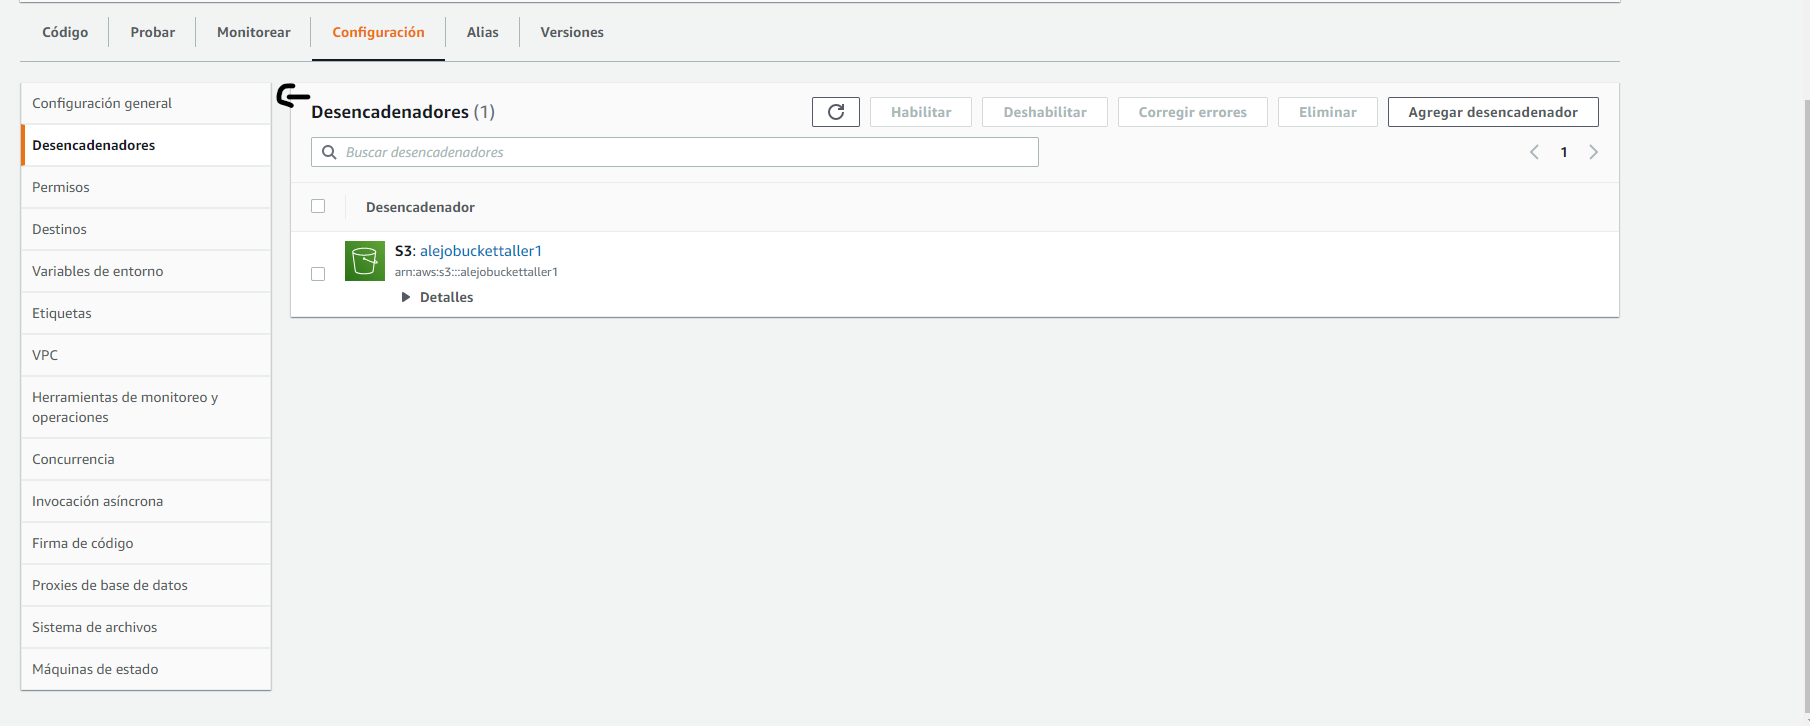 Código
Probar
Monitorear
Configuración
Alias
Versiones
Configuración general
Desencadenadores
Permisos
Destinos
Variables de entorno
Etiquetas
VPC
Herramientas de monitoreo y
operaciones
Concurrencia
Invocación asíncrona
Firma de código
Proxies de base de datos
Sistema de archivos
Máquinas de estado
Desencadenadores (1)
Habilitar
Deshabilitar
Corregir errores
Eliminar
Agregar desencadenador
Buscar desencadenadores
1
Desencadenador
S3: alejobuckettaller1
arn:aws:s3:::alejobuckettaller1
Detalles